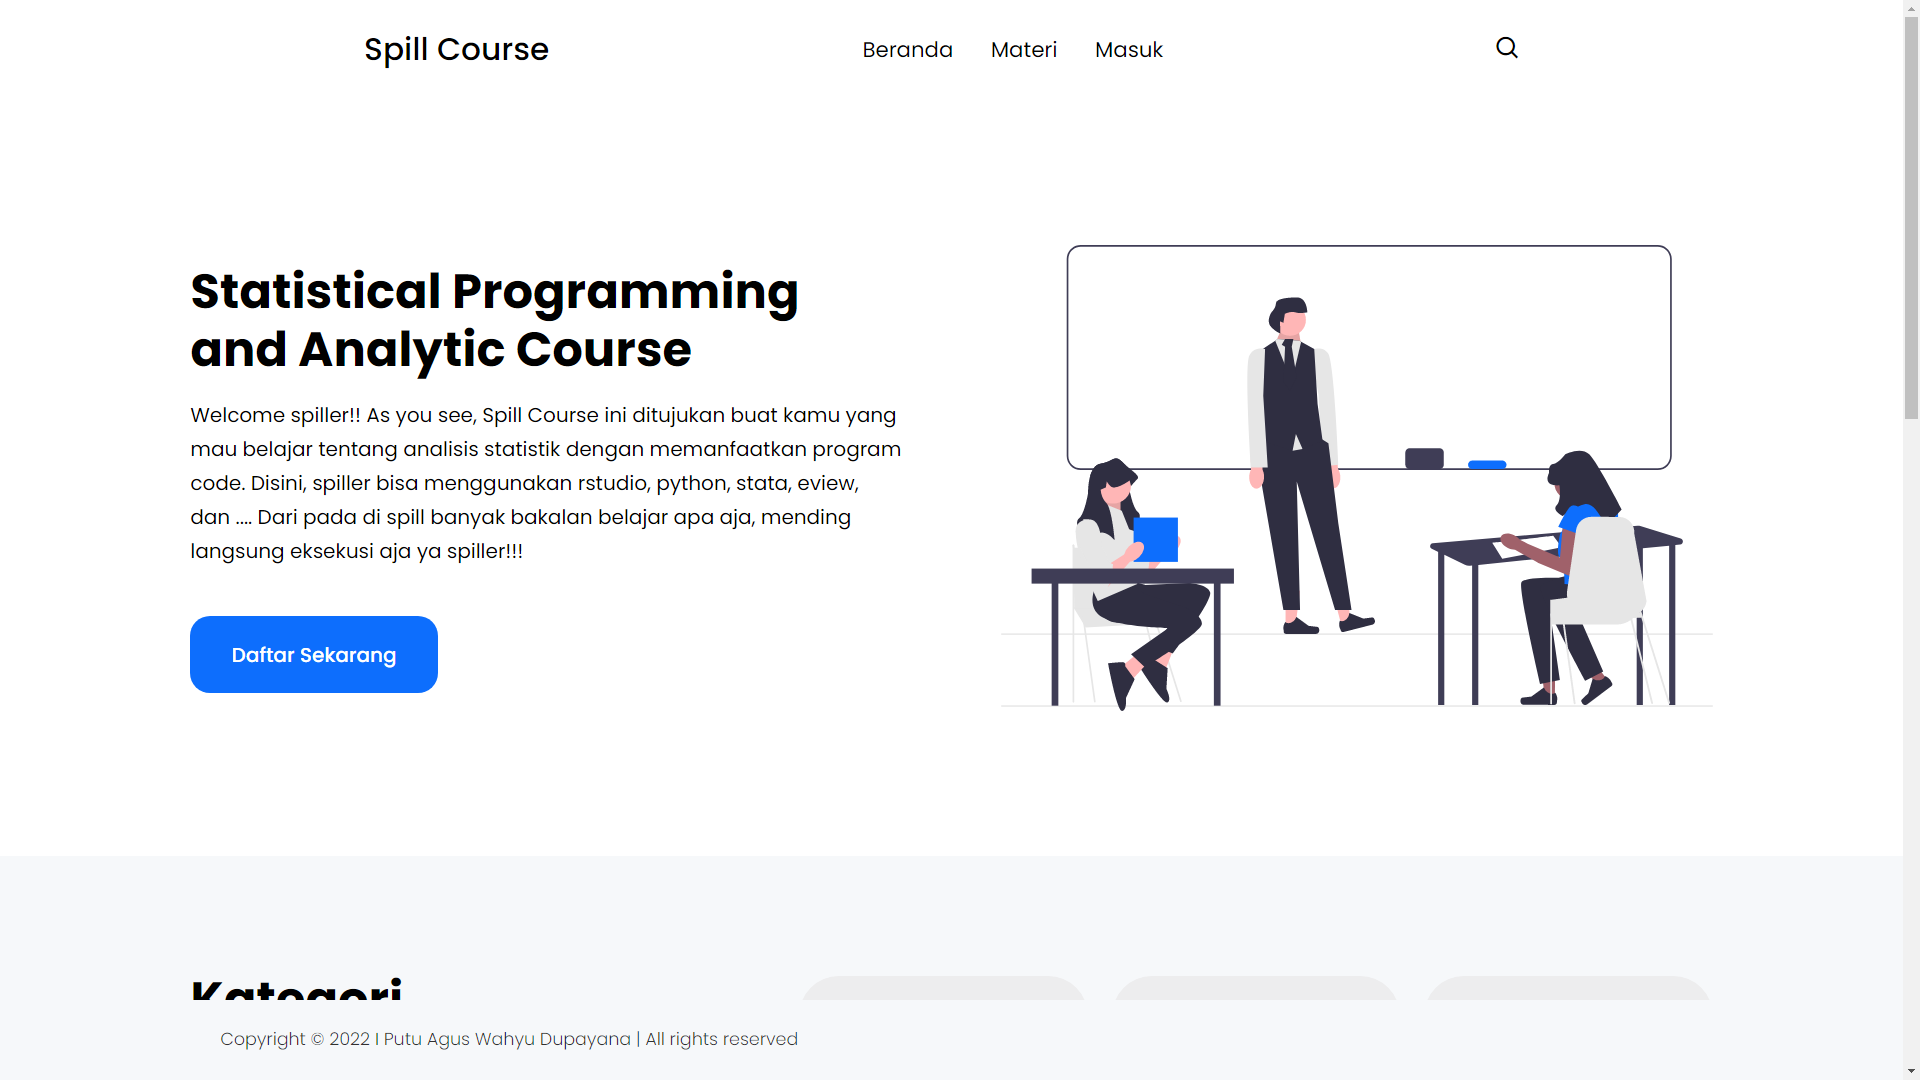 Spill Course
Beranda Materi Masuk
Statistical Programming
and Analytic Course
Welcome spiller!! As you see, Spill Course ini ditujukan buat kamu yang
mau belajar tentang analisis statistik dengan memanfaatkan program
code. Disini, spiller bisa menggunakan rstudio, python, stata, eview,
dan .... Dari pada di spill banyak bakalan belajar apa aja, mending
langsung eksekusi aja ya spiller!!!
Daftar Sekarang
Kategori
Copyright © 2022 I Putu Agus Wahyu Dupayana | All rights reserved